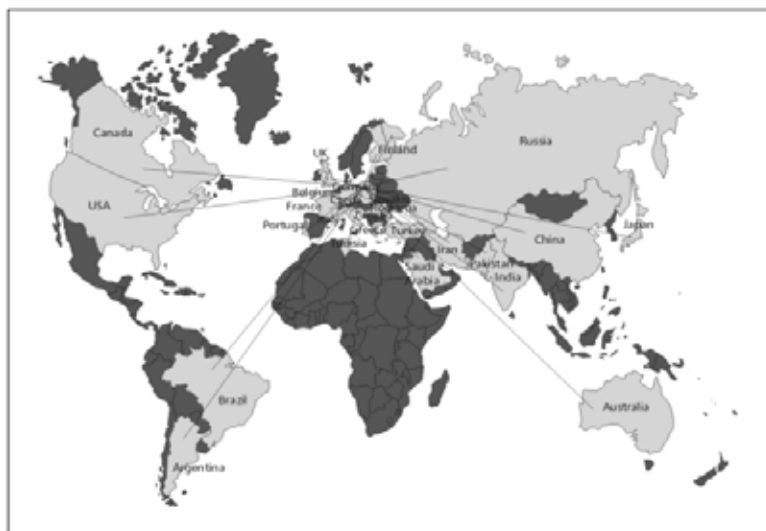 Canada
Russia
UK
Finland
Belgium
USA
France
Portugal
Greece
Turkey
Japan
China
Iran
Tunisia
Pakistan
Saudi
Arabia
India
Brazil
Australia
Argentina